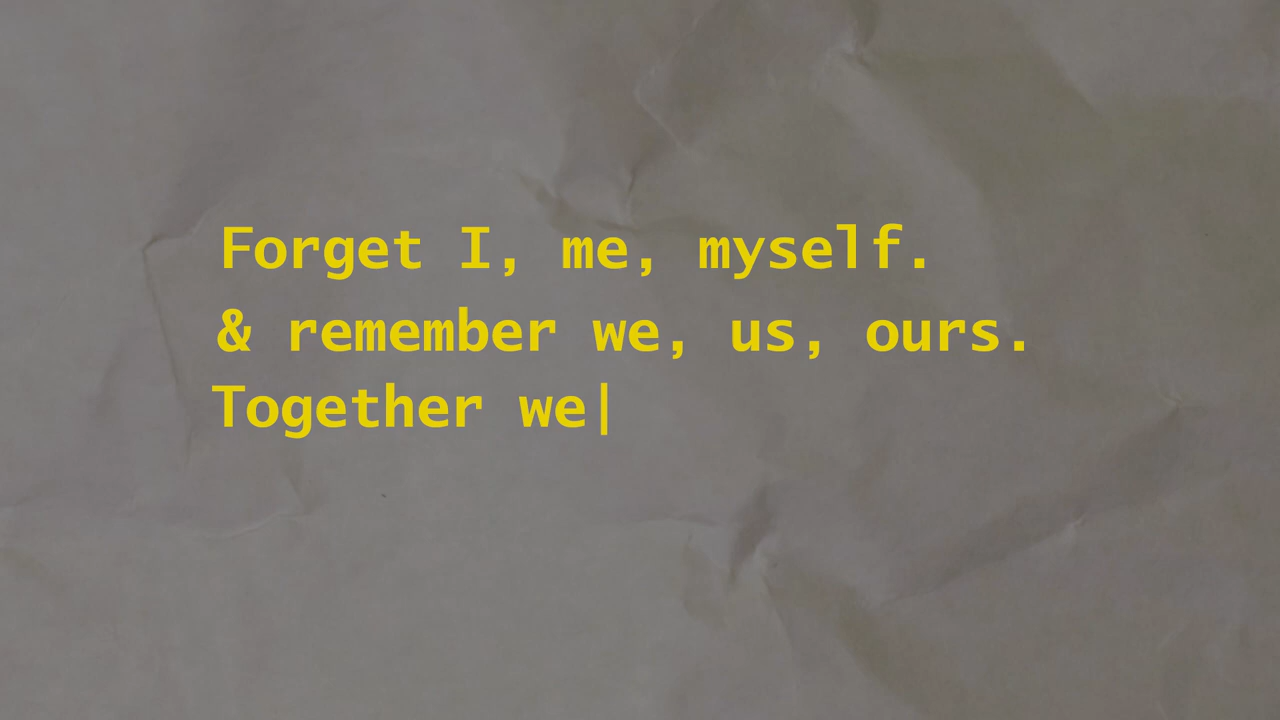 Forget I, me, myself.
& remember we, us, ours.
Together we|